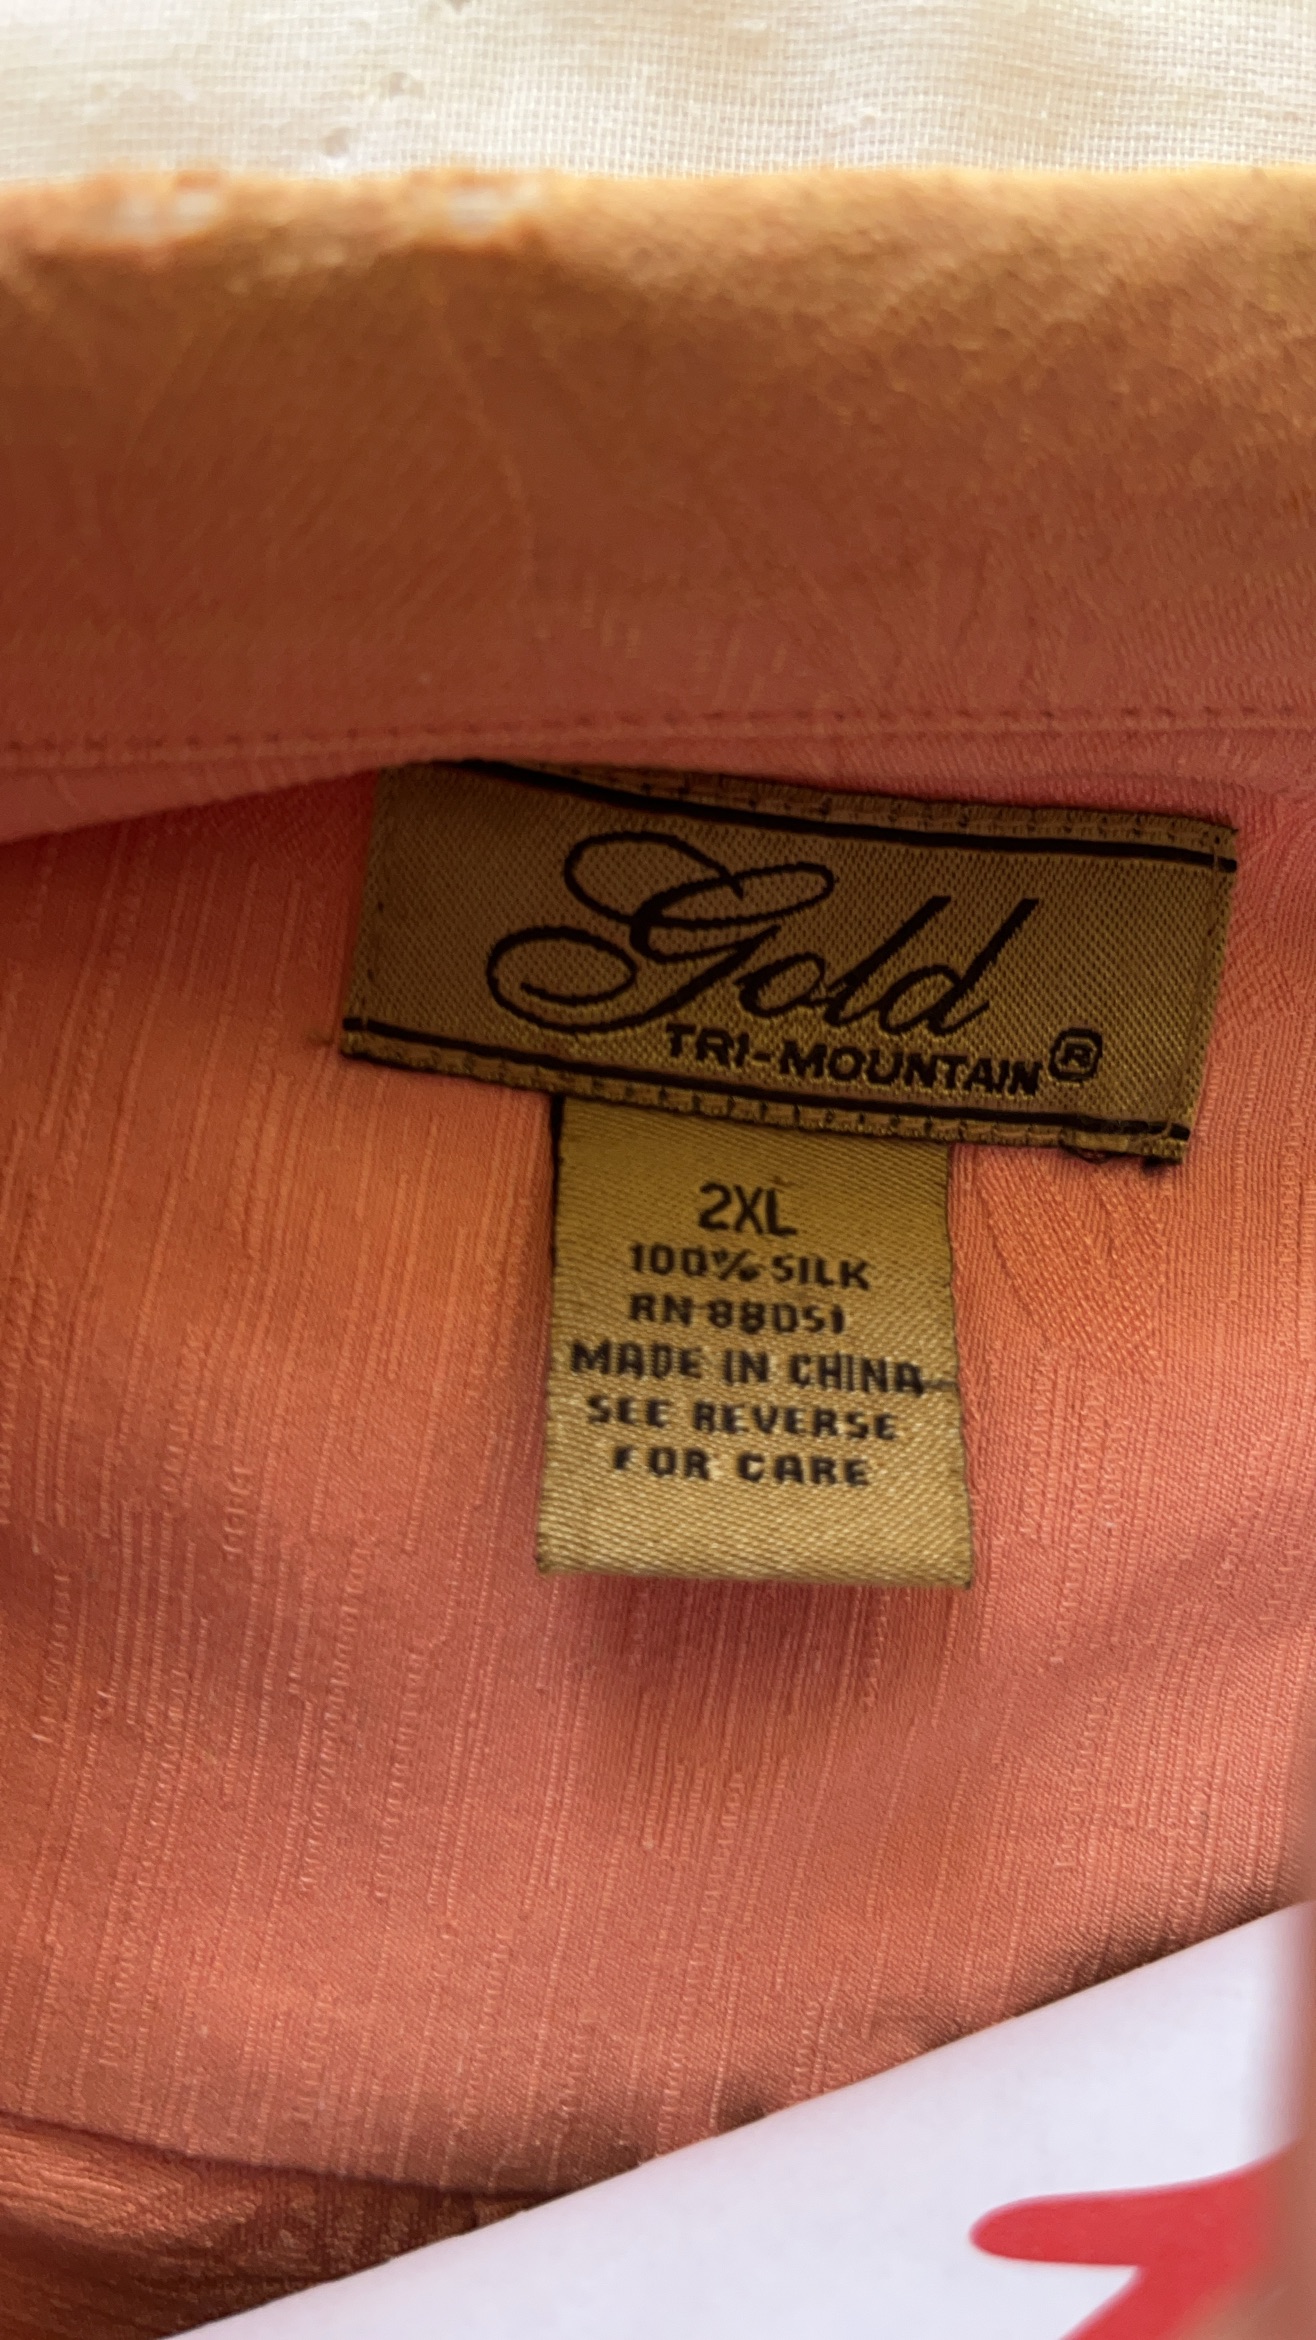 Gold
TRI-MOUNTAIN®
2XL
100% SILK
RN 88051
MADE IN CHINA
SEE REVERSE
FOR CARE